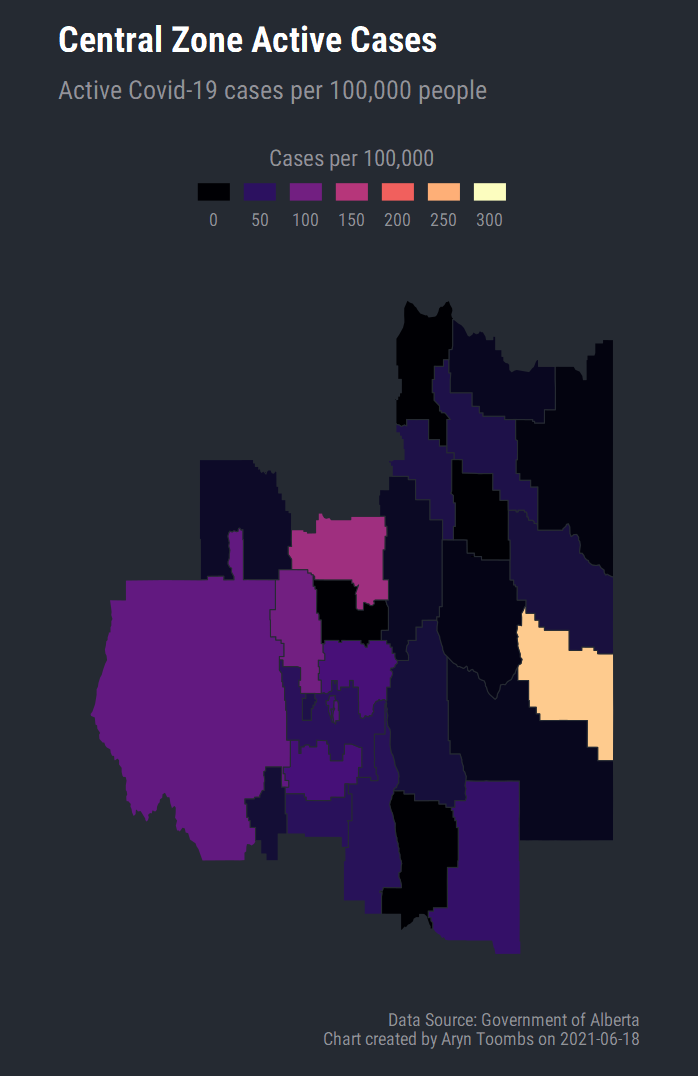 Central Zone Active Cases
Active Covid-19 cases per 100,000 people
Cases per 100,000
0 50 100 150 200 250 300
Data Source: Government of Alberta
Chart created by Aryn Toombs on 2021-06-18